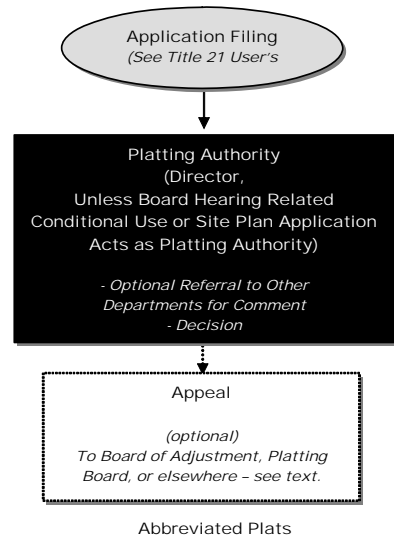 Application Filing
(See Title 21 User's
Platting Authority
(Director,
Unless Board Hearing Related
Conditional Use or Site Plan Application
Acts as Platting Authority)
- Optional Referral to Other
Departments for Comment
- Decision
Appeal
(optional)
To Board of Adjustment, Platting
Board, or elsewhere – see text.
Abbreviated Plats